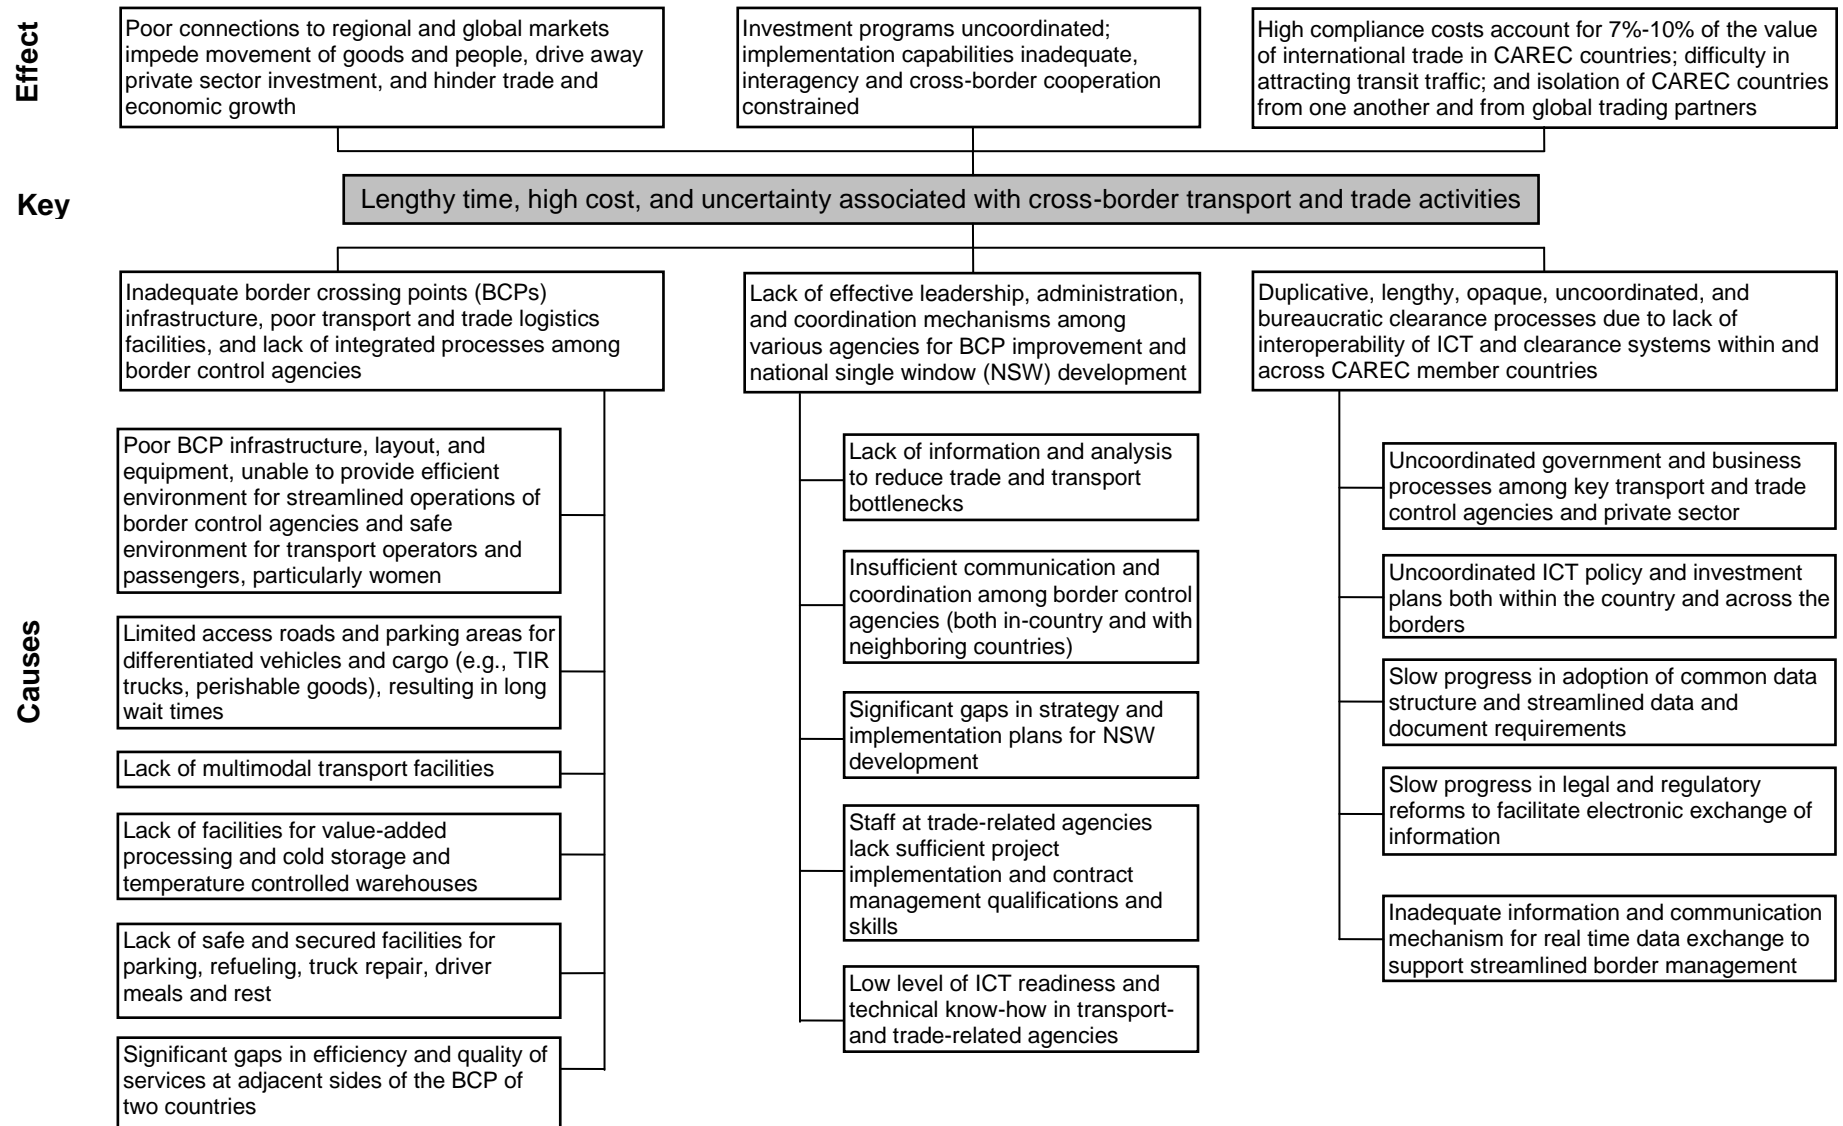 Effect
Poor connections to regional and global markets
impede movement of goods and people, drive away
private sector investment, and hinder trade and
economic growth
Investment programs uncoordinated;
implementation capabilities inadequate,
interagency and cross-border cooperation
constrained
High compliance costs account for 7%-10% of the value
of international trade in CAREC countries; difficulty in
attracting transit traffic; and isolation of CAREC countries
from one another and from global trading partners
Key
Lengthy time, high cost, and uncertainty associated with cross-border transport and trade activities
Causes
Inadequate border crossing points (BCPs)
infrastructure, poor transport and trade logistics
facilities, and lack of integrated processes among
border control agencies
Poor BCP infrastructure, layout, and
equipment, unable to provide efficient
environment for streamlined operations of
border control agencies and safe
environment for transport operators and
passengers, particularly women
Limited access roads and parking areas for
differentiated vehicles and cargo (e.g., TIR
trucks, perishable goods), resulting in long
wait times
Lack of multimodal transport facilities
Lack of facilities for value-added
processing and cold storage and
temperature controlled warehouses
Lack of safe and secured facilities for
parking, refueling, truck repair, driver
meals and rest
Significant gaps in efficiency and quality of
services at adjacent sides of the BCP of
two countries
Lack of effective leadership, administration,
and coordination mechanisms among
various agencies for BCP improvement and
national single window (NSW) development
Lack of information and analysis
to reduce trade and transport
bottlenecks
Insufficient communication and
coordination among border control
agencies (both in-country and with
neighboring countries)
Significant gaps in strategy and
implementation plans for NSW
development
Staff at trade-related agencies
lack sufficient project
implementation and contract
management qualifications and
skills
Low level of ICT readiness and
technical know-how in transport-
and trade-related agencies
Duplicative, lengthy, opaque, uncoordinated, and
bureaucratic clearance processes due to lack of
interoperability of ICT and clearance systems within and
across CAREC member countries
Uncoordinated government and business
processes among key transport and trade
control agencies and private sector
Uncoordinated ICT policy and investment
plans both within the country and across the
borders
Slow progress in adoption of common data
structure and streamlined data and
document requirements
Slow progress in legal and regulatory
reforms to facilitate electronic exchange of
information
Inadequate information and communication
mechanism for real time data exchange to
support streamlined border management